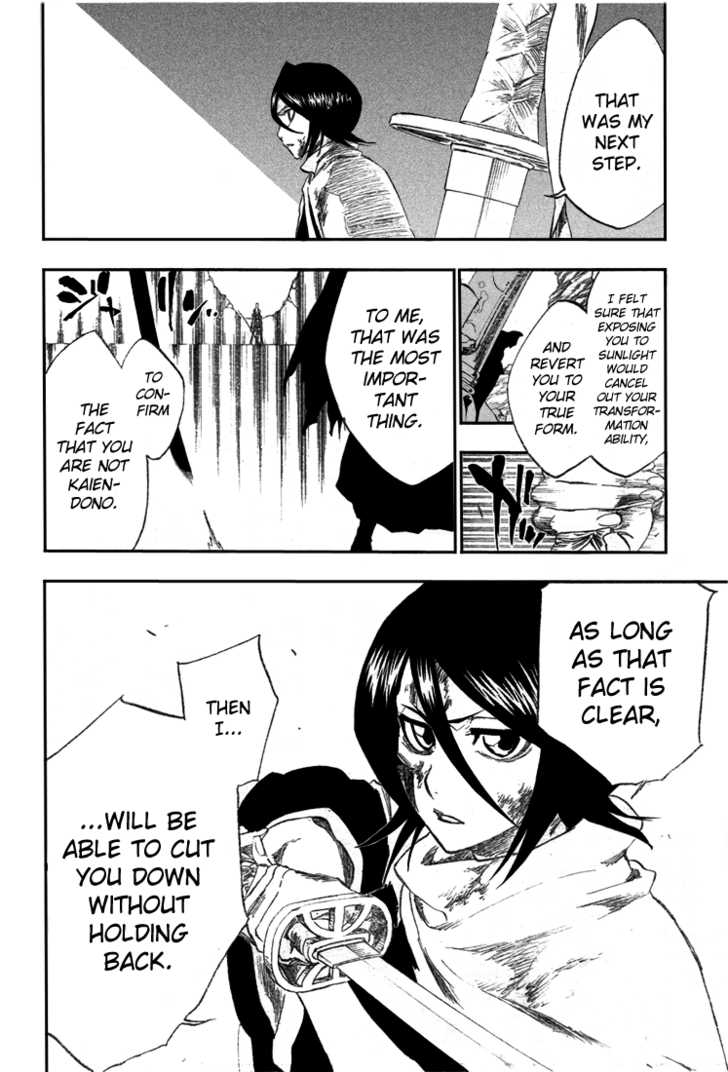 THAT
WAS MY
NEXT
STEP.
I FELT
SURE THAT
EXPOSING
YOU TO
SUNLIGHT
WOULD
CANCEL
OUT YOUR
TRANSFOR-
MATION
ABILITY,
AND
REVERT
YOU TO
YOUR
TRUE
FORM.
TO ME,
THAT WAS
THE MOST
IMPOR-
TANT
THING.
TO
CON-
FIRM
THE
FACT
THAT YOU
ARE NOT
KAIEN-
DONO.
AS LONG
AS THAT
FACT IS
CLEAR,
THEN
I...
...WILL BE
ABLE TO CUT
YOU DOWN
WITHOUT
HOLDING
BACK.